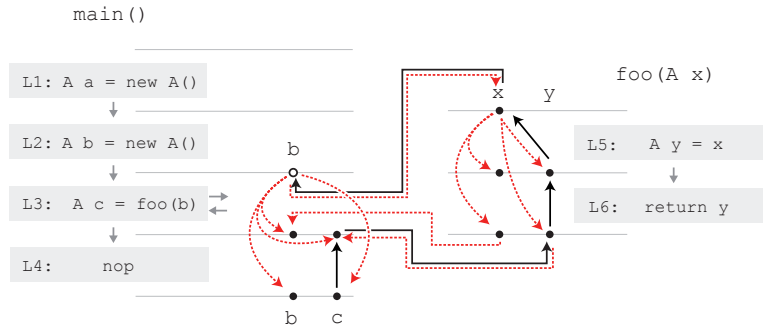 main()
L1: A a = new A()
L2: A b = new A()
L3: A c = foo(b)
L4: nop
b
b c
foo(A x)
x y
L5: A y = x
L6: return y